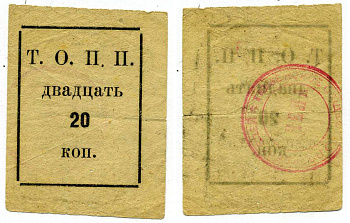 Т. О. П. П.
двадцать
20
коп.